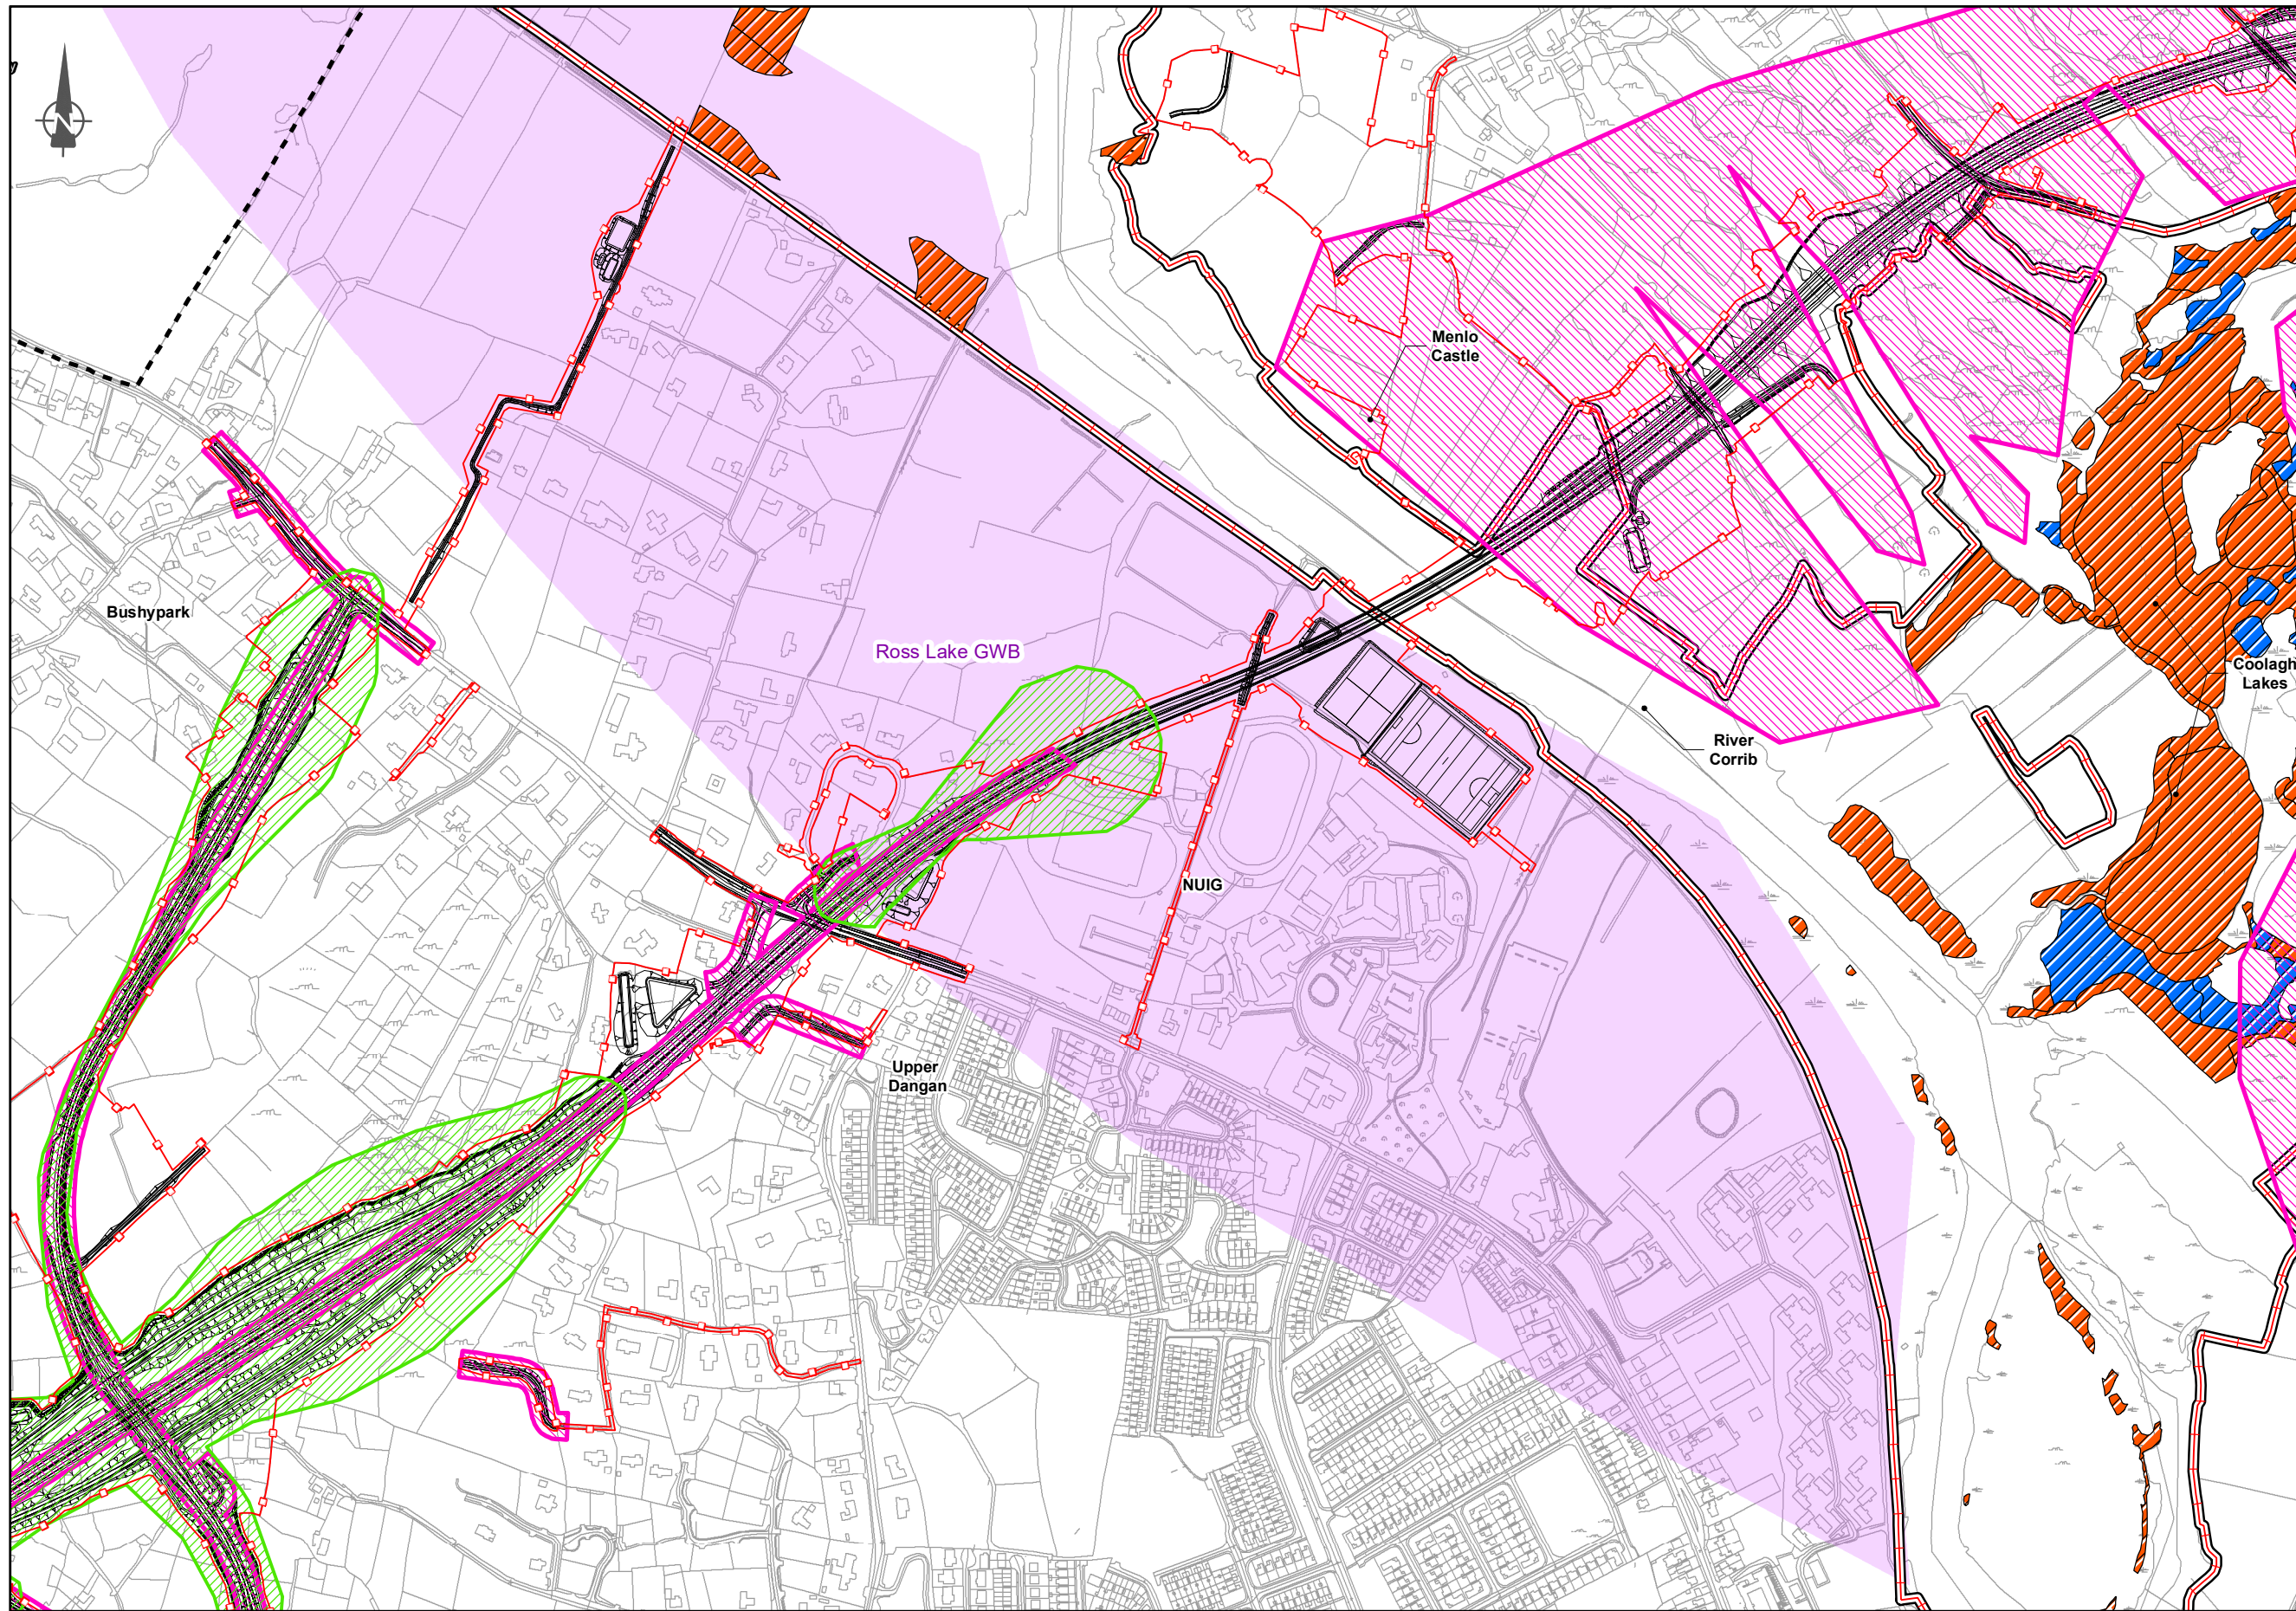 N
Menlo
Castle
Bushypark
Ross Lake GWB
Coolagh
Lakes
River
Corrib
NUIG
Upper
Dangan